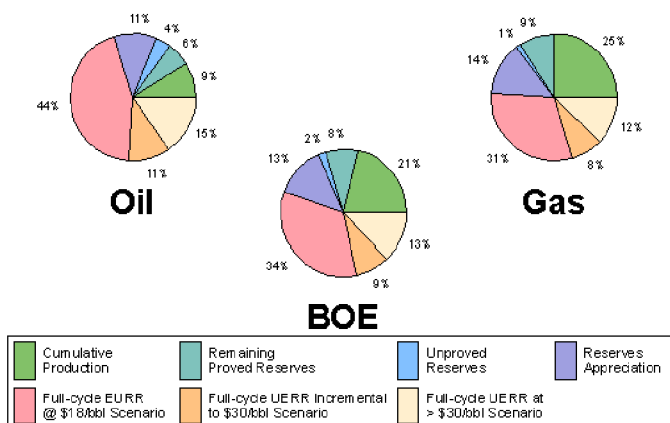 11%
4%
6%
9%
44%
15%
11%
Oil
9%
1%
25%
14%
12%
31%
8%
Gas
8%
2%
13%
21%
13%
34%
9%
BOE
Cumulative
Production
Remaining
Proved Reserves
Unproved
Reserves
Reserves
Appreciation
Full-cycle EURR
@ $18/bbl Scenario
Full-cycle UERR Incremental
to $30/bbl Scenario
Full-cycle UERR at
> $30/bbl Scenario